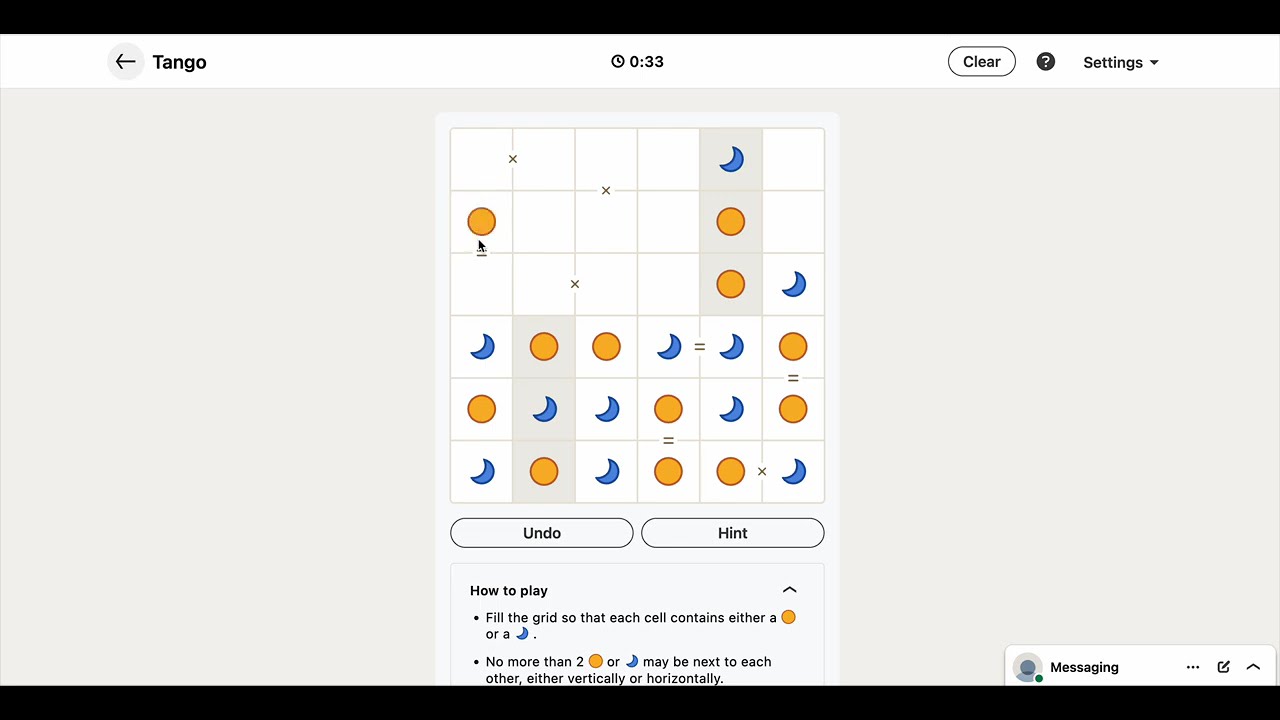 Tango
0:33
Clear
?
Settings
×
×
=
×
=
=
=
×
Undo
Hint
How to play
• Fill the grid so that each cell contains either a
or a .
• No more than 2 or may be next to each
other, either vertically or horizontally.
Messaging